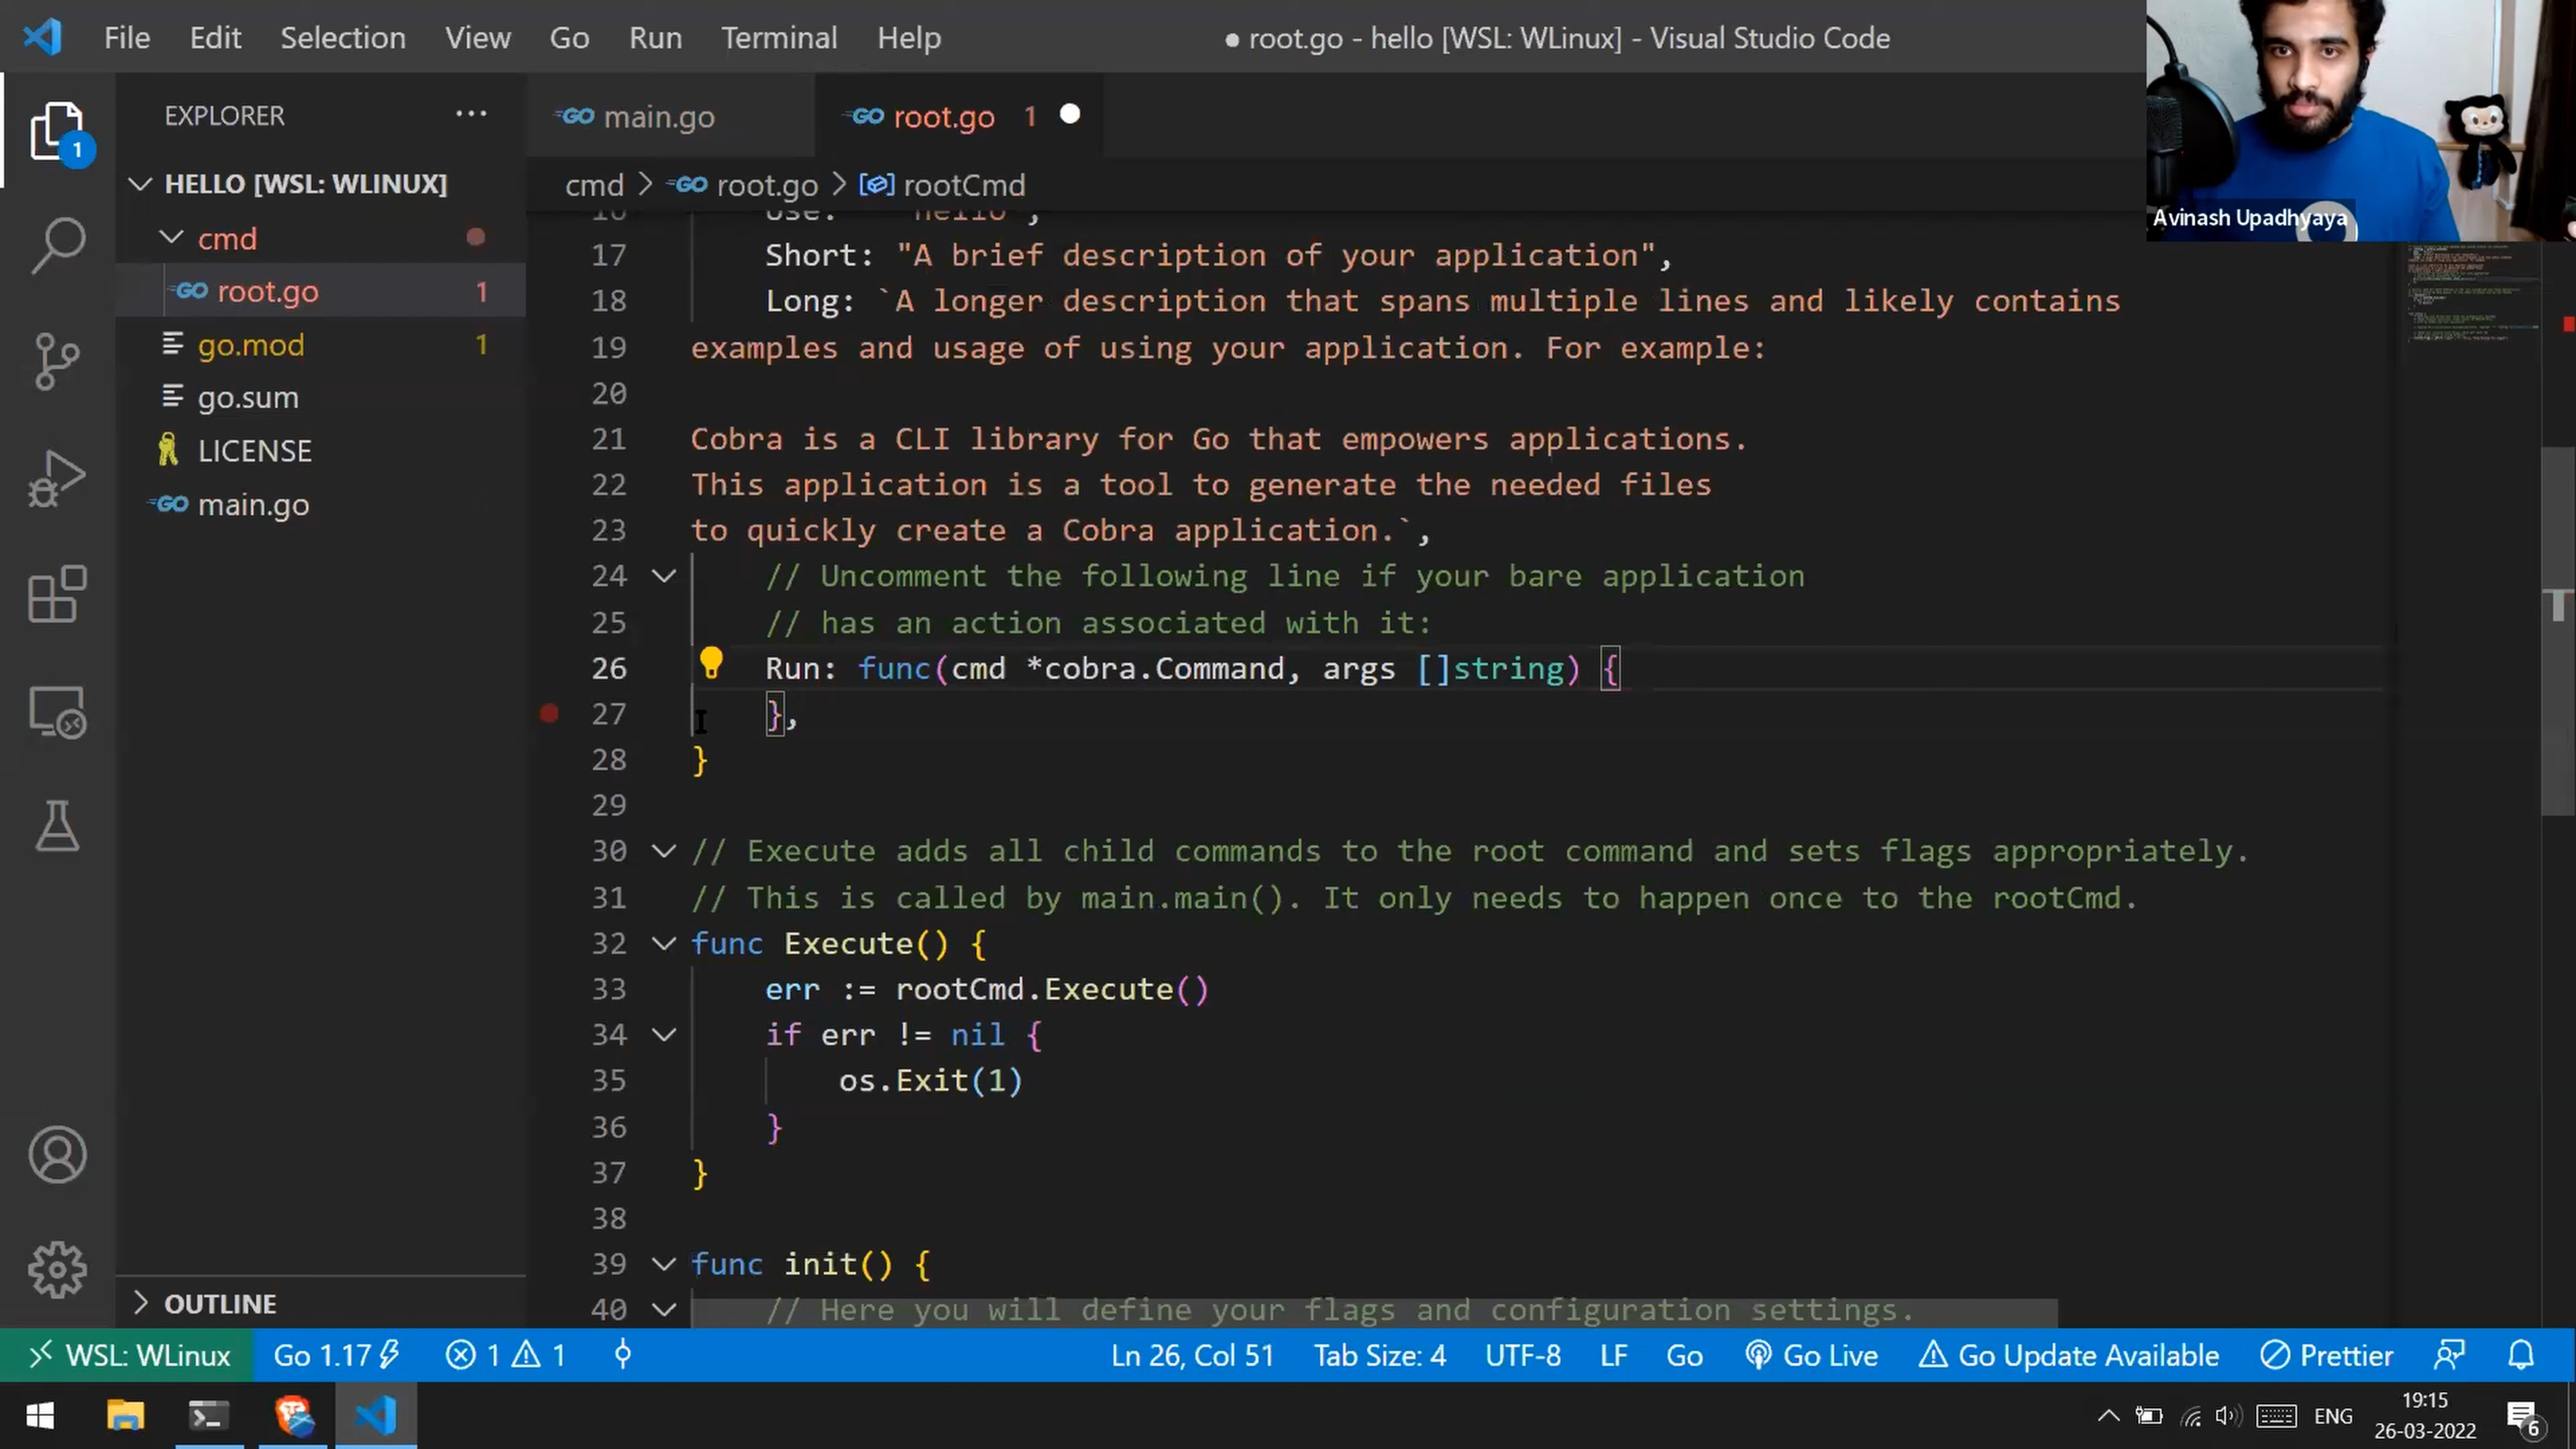 File Edit Selection View Go Run Terminal Help
● root.go - hello [WSL: WLinux] - Visual Studio Code
EXPLORER ···
1
HELLO [WSL: WLINUX]
cmd
GO root.go 1
go.mod 1
go.sum
LICENSE
GO main.go
OUTLINE
GO main.go
GO root.go 1
cmd > GO root.go > rootCmd
Avinash Upadhyaya
16 Use: "hello",
17 Short: "A brief description of your application",
18 Long: `A longer description that spans multiple lines and likely contains
19 examples and usage of using your application. For example:
20
21 Cobra is a CLI library for Go that empowers applications.
22 This application is a tool to generate the needed files
23 to quickly create a Cobra application.`,
24 // Uncomment the following line if your bare application
25 // has an action associated with it:
26 Run: func(cmd *cobra.Command, args []string) {
27 },
28 }
29
30 // Execute adds all child commands to the root command and sets flags appropriately.
31 // This is called by main.main(). It only needs to happen once to the rootCmd.
32 func Execute() {
33 err := rootCmd.Execute()
34 if err != nil {
35 os.Exit(1)
36 }
37 }
38
39 func init() {
40 // Here you will define your flags and configuration settings.
WSL: WLinux Go 1.17 1 1 Ln 26, Col 51 Tab Size: 4 UTF-8 LF Go Go Live Go Update Available Prettier
ENG
19:15
26-03-2022
6